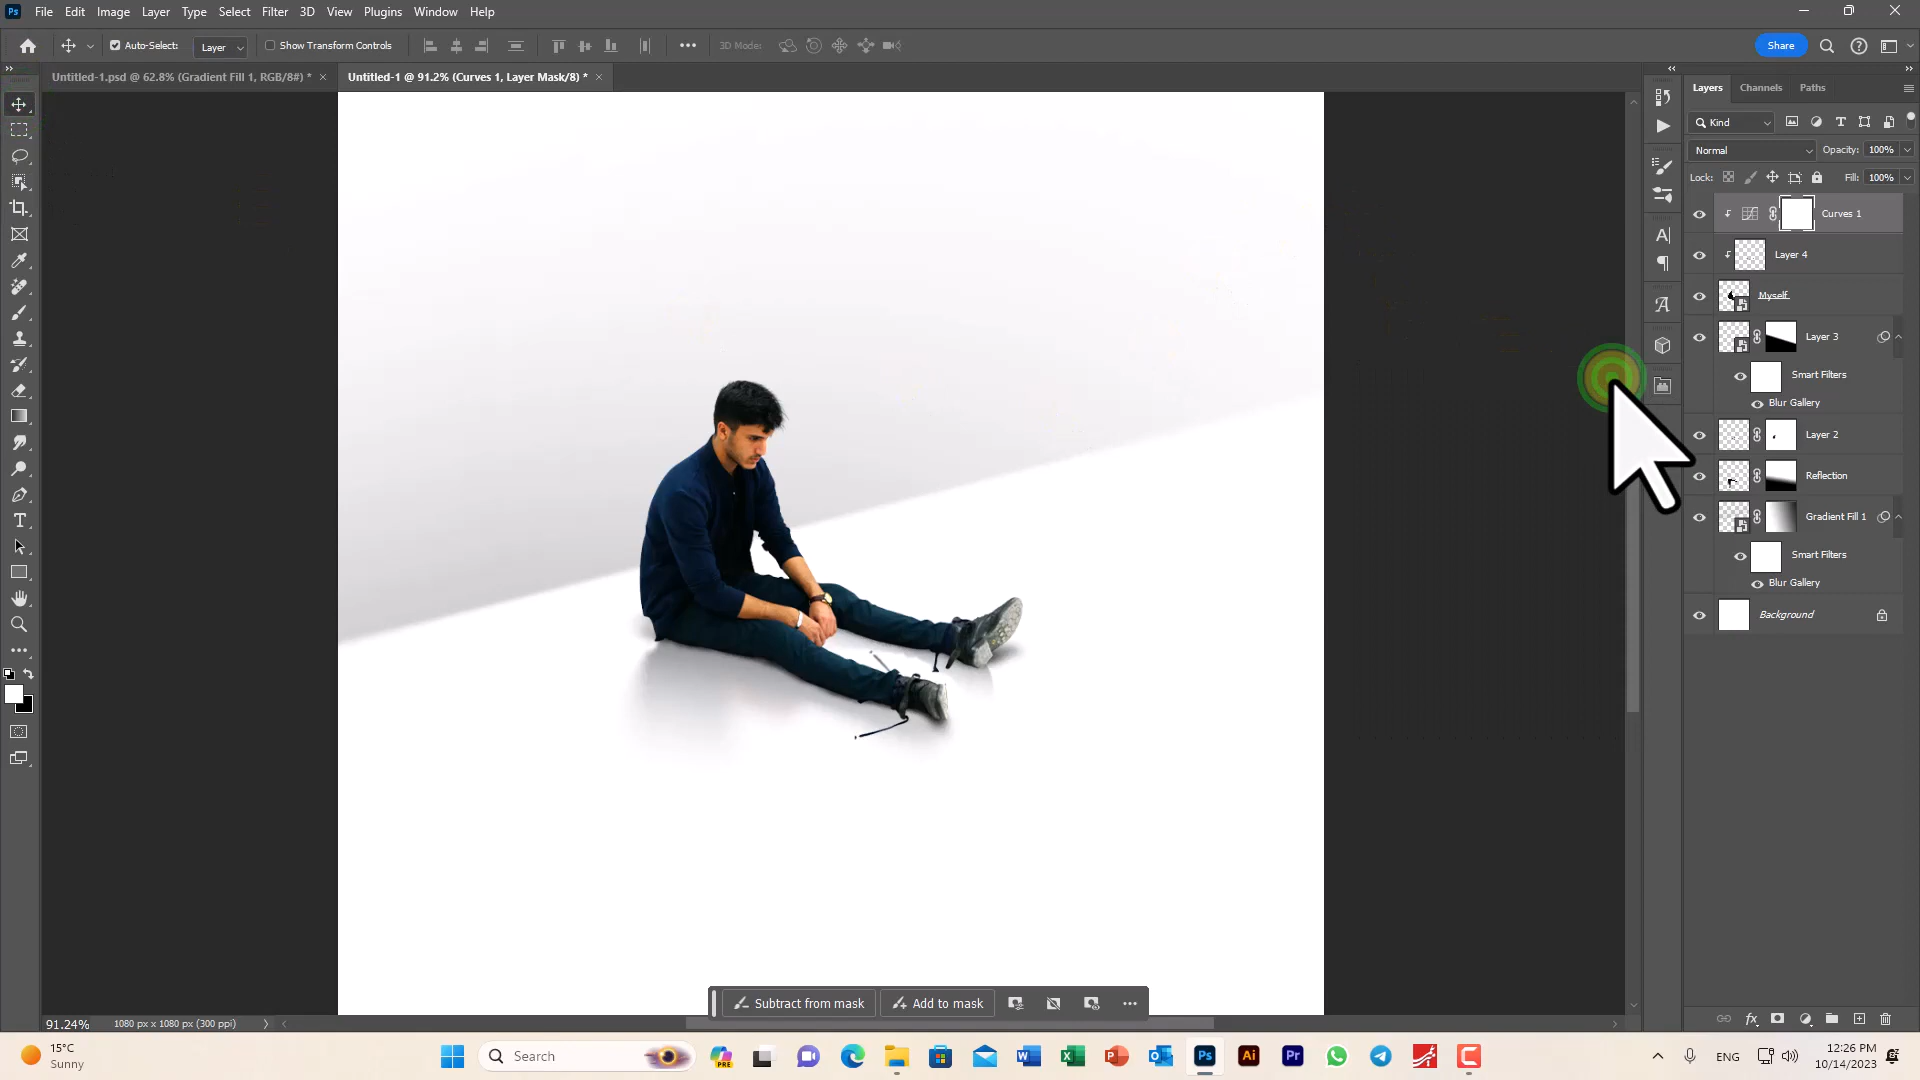 Ps File Edit Image Layer Type Select Filter 3D View Plugins Window Help
Auto-Select: Layer Show Transform Controls 3D Mode: Share
Untitled-1.psd @ 62.8% (Gradient Fill 1, RGB/8#) * Untitled-1 @ 91.2% (Curves 1, Layer Mask/8) *
Layers Channels Paths
Kind
Normal Opacity: 100%
Lock: Fill: 100%
Curves 1
Layer 4
Myself
Layer 3
Smart Filters
Blur Gallery
Layer 2
Reflection
Gradient Fill 1
Smart Filters
Blur Gallery
Background
Subtract from mask Add to mask
91.24% 1080 px x 1080 px (300 ppi)
15°C
Sunny
Search
PRE
Ps Ai Pr
ENG
12:26 PM
10/14/2023